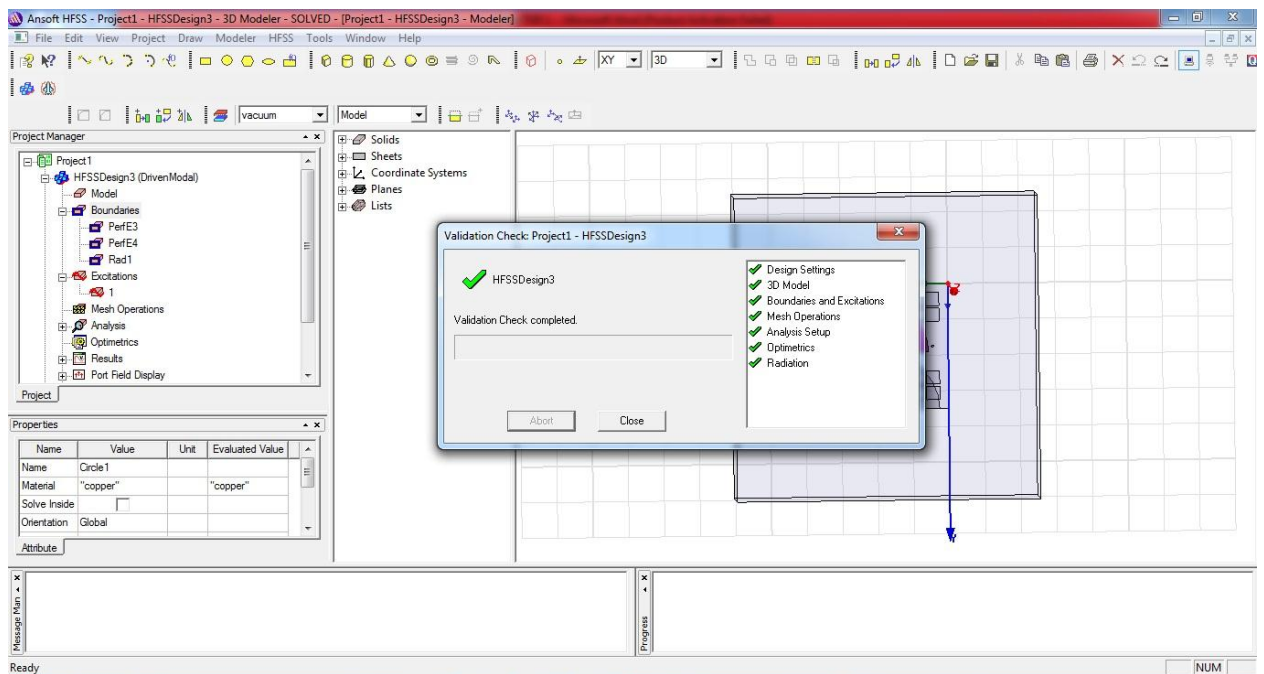 Ansoft HFSS - Project1 - HFSSDesign3 - 3D Modeler - SOLVED - [Project1 - HFSSDesign3 - Modeler]
File Edit View Project Draw Modeler HFSS Tools Window Help
XY 3D
vacuum Model
Project Manager
Project1
HFSSDesign3 (DrivenModal)
Model
Boundaries
PerfE3
PerfE4
Rad1
Excitations
1
Mesh Operations
Analysis
Optimetrics
Results
Port Field Display
Project
Solids
Sheets
Coordinate Systems
Planes
Lists
Validation Check: Project1 - HFSSDesign3
HFSSDesign3
Validation Check completed.
Abort Close
Design Settings
3D Model
Boundaries and Excitations
Mesh Operations
Analysis Setup
Optimetrics
Radiation
Properties
Name Value Unit Evaluated Value
Name Circle1
Material "copper" "copper"
Solve Inside
Orientation Global
Attribute
Message Man
Progress
Ready NUM